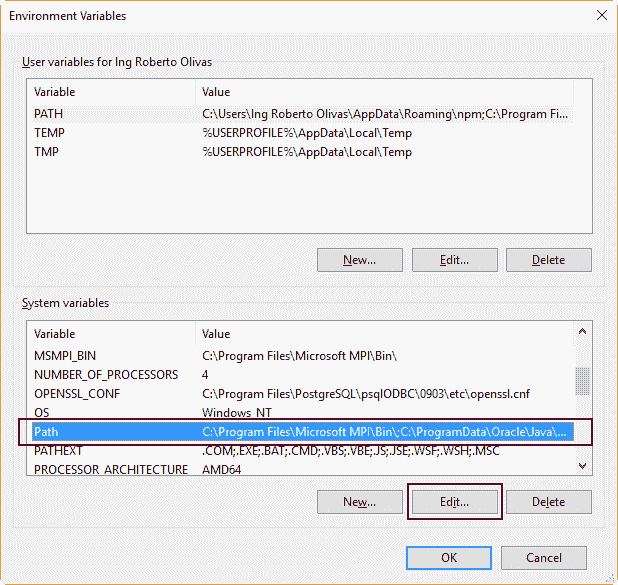 Environment Variables
User variables for Ing Roberto Olivas
Variable Value
PATH C:\Users\Ing Roberto Olivas\AppData\Roaming\npm;C:\Program Fi...
TEMP %USERPROFILE%\AppData\Local\Temp
TMP %USERPROFILE%\AppData\Local\Temp
New... Edit... Delete
System variables
Variable Value
MSMPI_BIN C:\Program Files\Microsoft MPI\Bin\
NUMBER_OF_PROCESSORS 4
OPENSSL_CONF C:\Program Files\PostgreSQL\psqlODBC\0903\etc\openssl.cnf
OS Windows_NT
Path C:\Program Files\Microsoft MPI\Bin\;C:\ProgramData\Oracle\Java\...
PATHEXT .COM;.EXE;.BAT;.CMD;.VBS;.VBE;.JS;.JSE;.WSF;.WSH;.MSC
PROCESSOR_ARCHITECTURE AMD64
New... Edit... Delete
OK Cancel